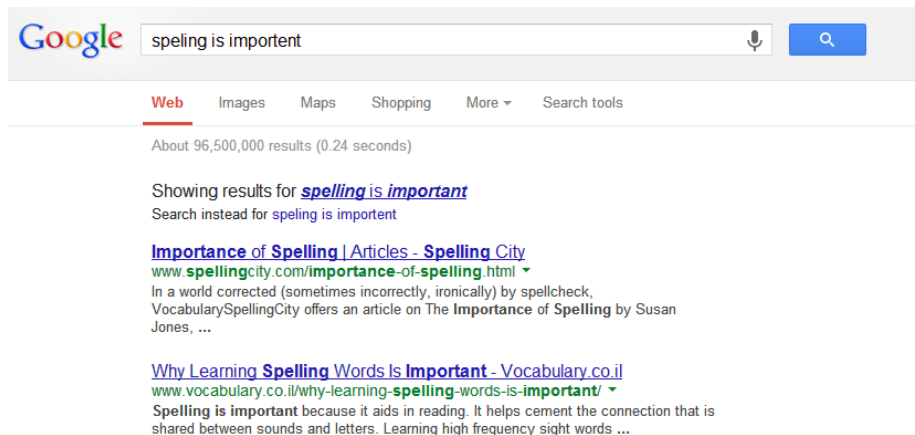 Google speling is importent
Web Images Maps Shopping More Search tools
About 96,500,000 results (0.24 seconds)
Showing results for spelling is important
Search instead for speling is importent
Importance of Spelling | Articles - Spelling City
www.spellingcity.com/importance-of-spelling.html
In a world corrected (sometimes incorrectly, ironically) by spellcheck,
VocabularySpellingCity offers an article on The Importance of Spelling by Susan
Jones, ...
Why Learning Spelling Words Is Important - Vocabulary.co.il
www.vocabulary.co.il/why-learning-spelling-words-is-important/
Spelling is important because it aids in reading. It helps cement the connection that is
shared between sounds and letters. Learning high frequency sight words ...